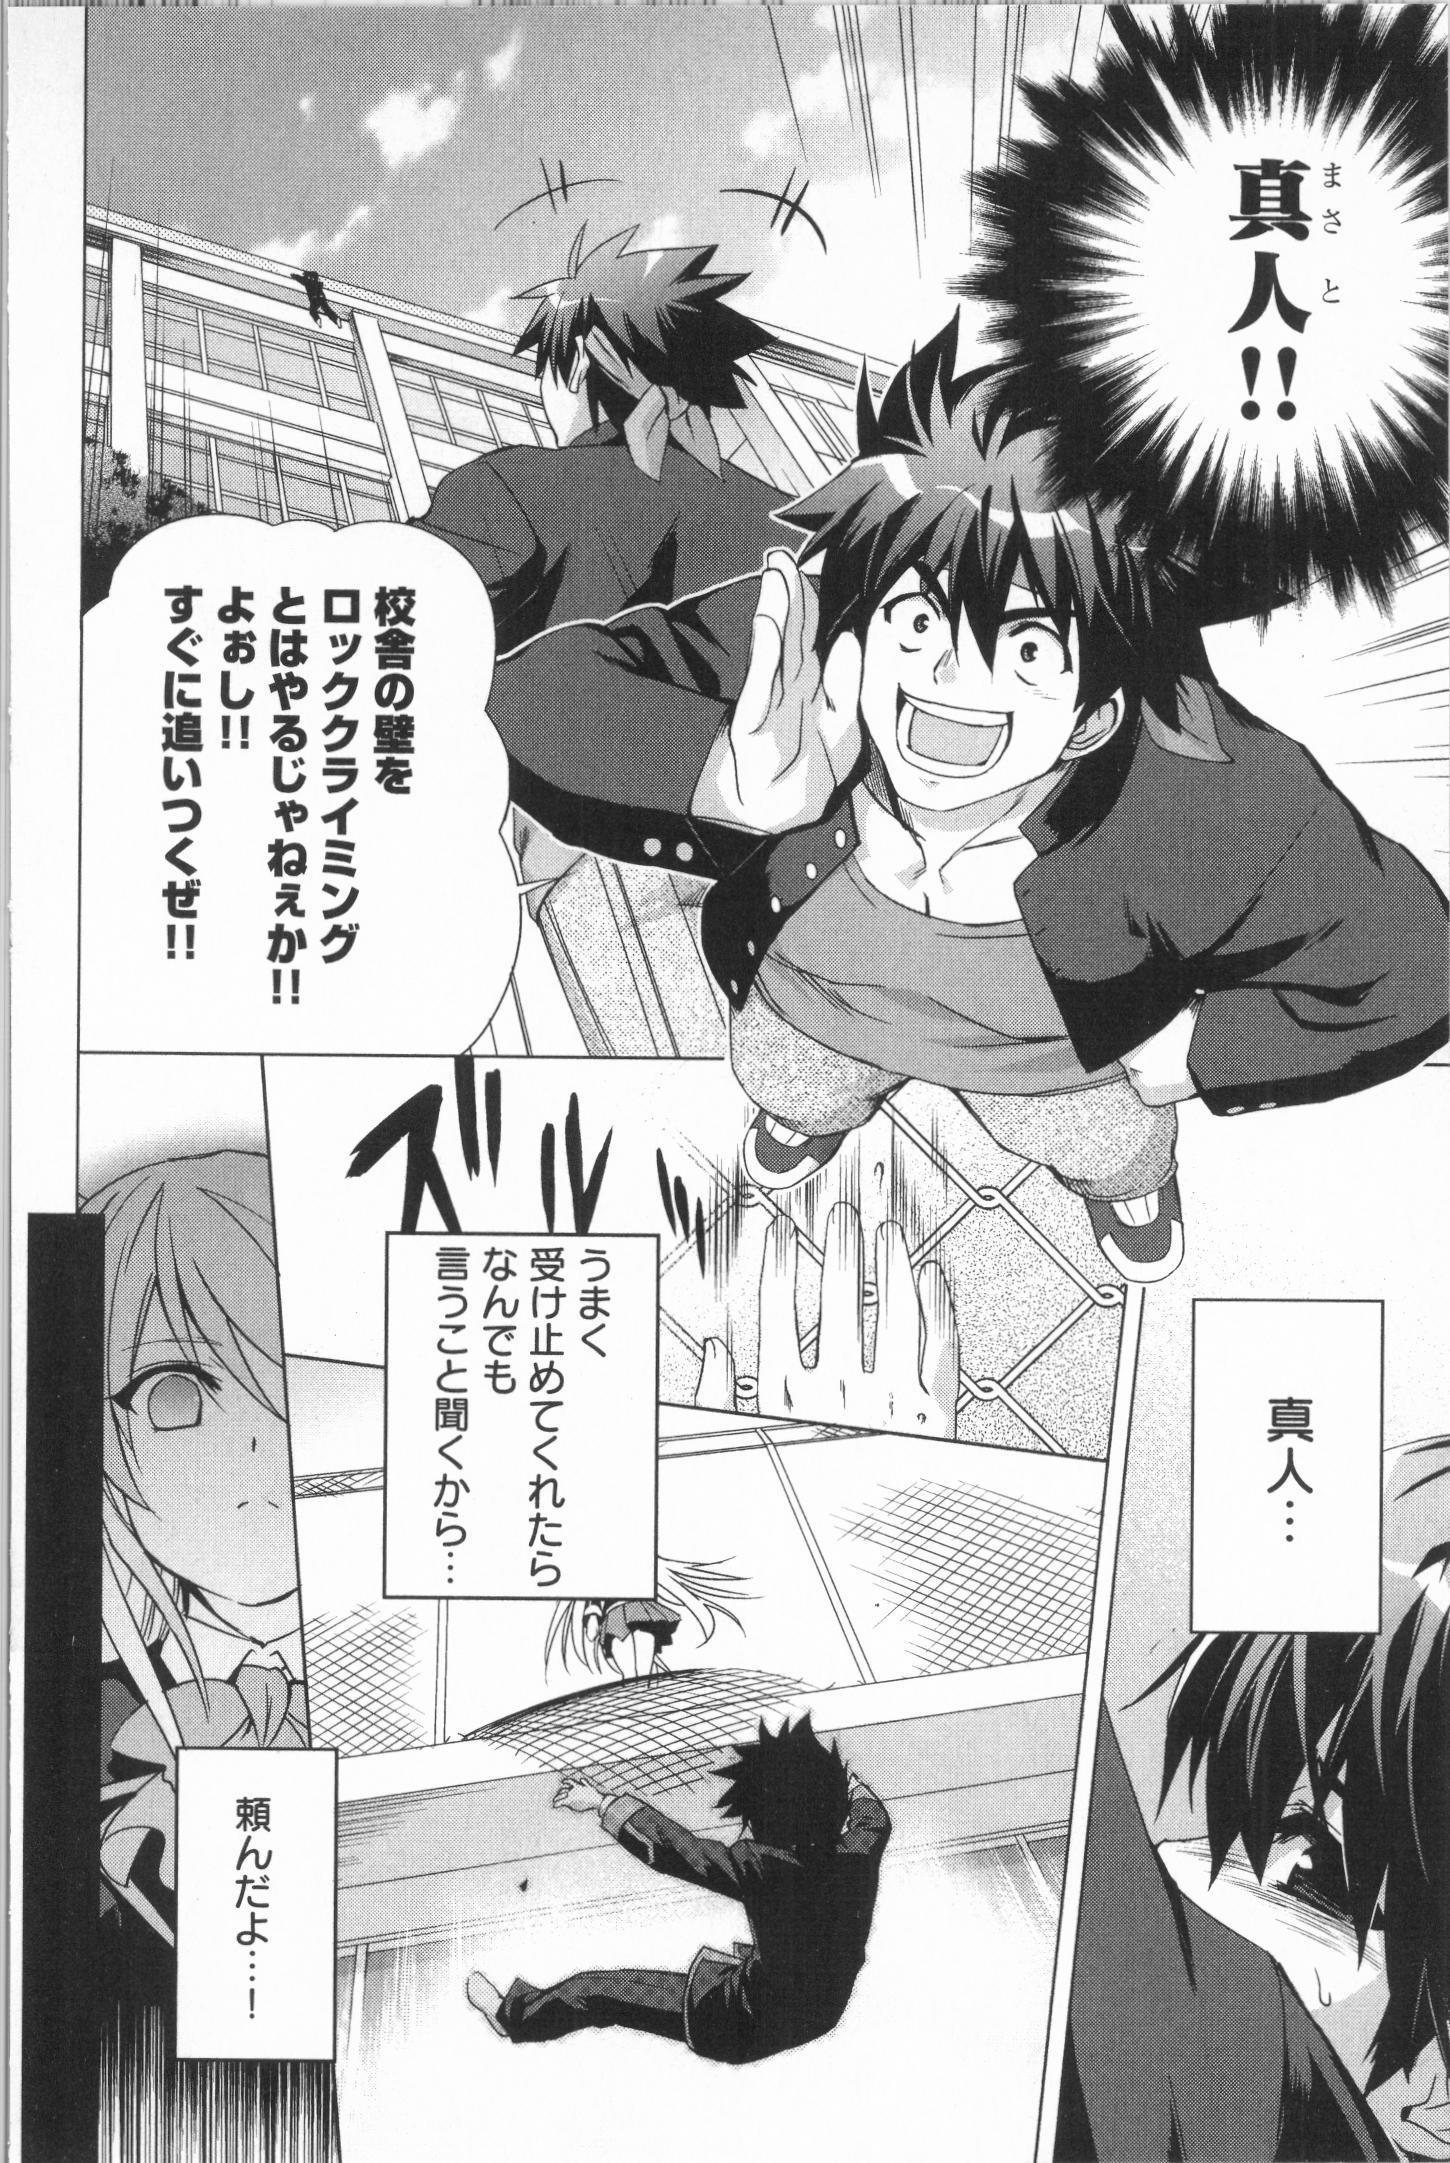 真人!!
まさと
校舎の壁を
ロッククライミング
とはやるじゃねぇか!!
よぉし!!
すぐに追いつくぜ!!
ズルッ
真人…
うまく
受け止めてくれたら
なんでも
言うこと聞くから…
頼んだよ…!